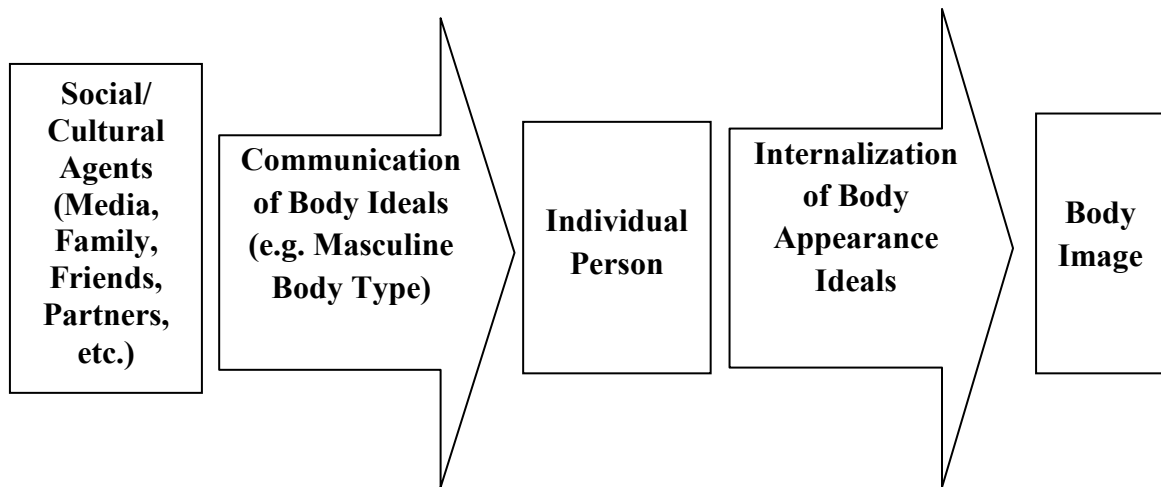 Social/
Cultural
Agents
(Media,
Family,
Friends,
Partners,
etc.)
Communication
of Body Ideals
(e.g. Masculine
Body Type)
Individual
Person
Internalization
of Body
Appearance
Ideals
Body
Image